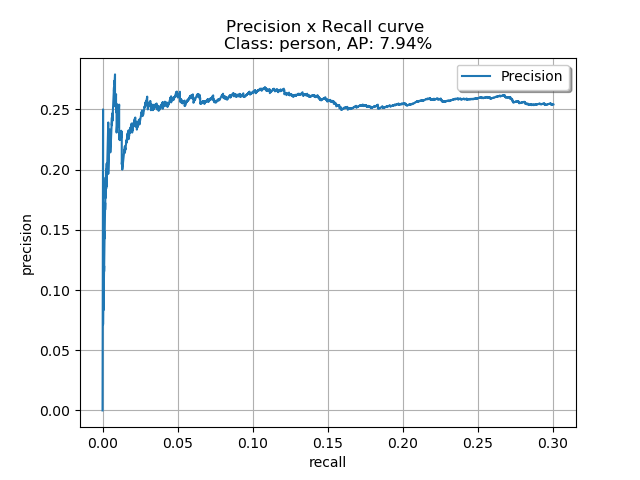 Precision x Recall curve
Class: person, AP: 7.94%
Precision
0.25
0.20
0.15
0.10
0.05
0.00
precision
0.00 0.05 0.10 0.15 0.20 0.25 0.30
recall